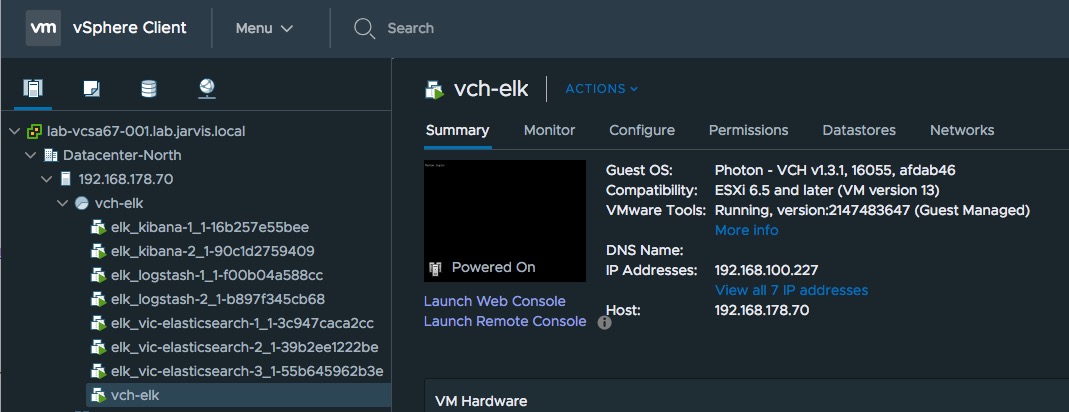 vm vSphere Client Menu Search
lab-vcsa67-001.lab.jarvis.local
Datacenter-North
192.168.178.70
vch-elk
elk_kibana-1_1-16b257e55bee
elk_kibana-2_1-90c1d2759409
elk_logstash-1_1-f00b04a588cc
elk_logstash-2_1-b897f345cb68
elk_vic-elasticsearch-1_1-3c947caca2cc
elk_vic-elasticsearch-2_1-39b2ee1222be
elk_vic-elasticsearch-3_1-55b645962b3e
vch-elk
vch-elk ACTIONS
Summary Monitor Configure Permissions Datastores Networks
Powered On
Launch Web Console
Launch Remote Console
Guest OS: Photon - VCH v1.3.1, 16055, afdab46
Compatibility: ESXi 6.5 and later (VM version 13)
VMware Tools: Running, version:2147483647 (Guest Managed)
More info
DNS Name:
IP Addresses: 192.168.100.227
View all 7 IP addresses
Host: 192.168.178.70
VM Hardware